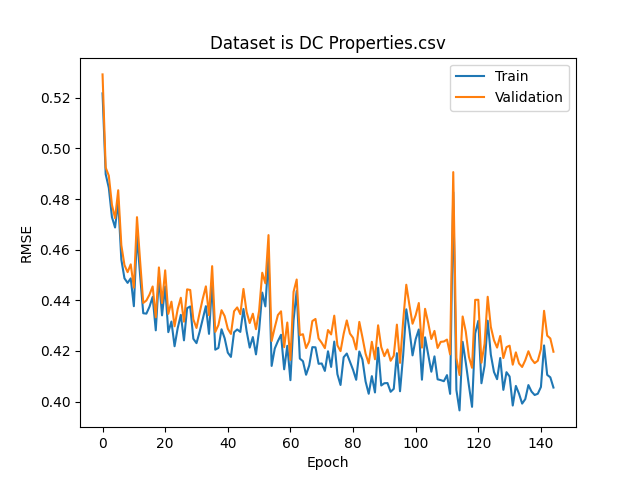 Dataset is DC Properties.csv
Train
Validation
0.52
0.50
0.48
0.46
0.44
0.42
0.40
RMSE
0 20 40 60 80 100 120 140
Epoch